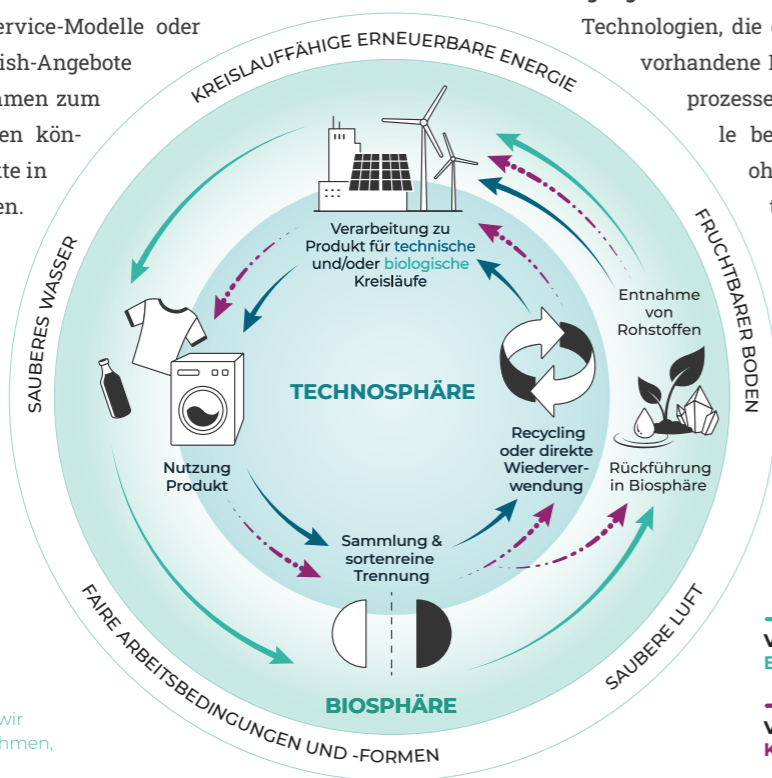 ervice-Modelle oder
ish-Angebote
men zum
en kön-
te in
en.
Technologien, die
vorhandene
prozesse
le be
oh
KREISLAUFFÄHIGE ERNEUERBARE ENERGIE
SAUBERES WASSER
FRUCHTBARER BODEN
Verarbeitung zu
Produkt für technische
und/oder biologische
Kreisläufe
Entnahme
von
Rohstoffen
TECHNOSPHÄRE
Recycling
oder direkte
Wiederver-
wendung
Rückführung
in Biosphäre
Nutzung
Produkt
Sammlung &
sortenreine
Trennung
BIOSPHÄRE
FAIRE ARBEITSBEDINGUNGEN UND -FORMEN
SAUBERE LUFT
wir
hmen,
V
B
V
K